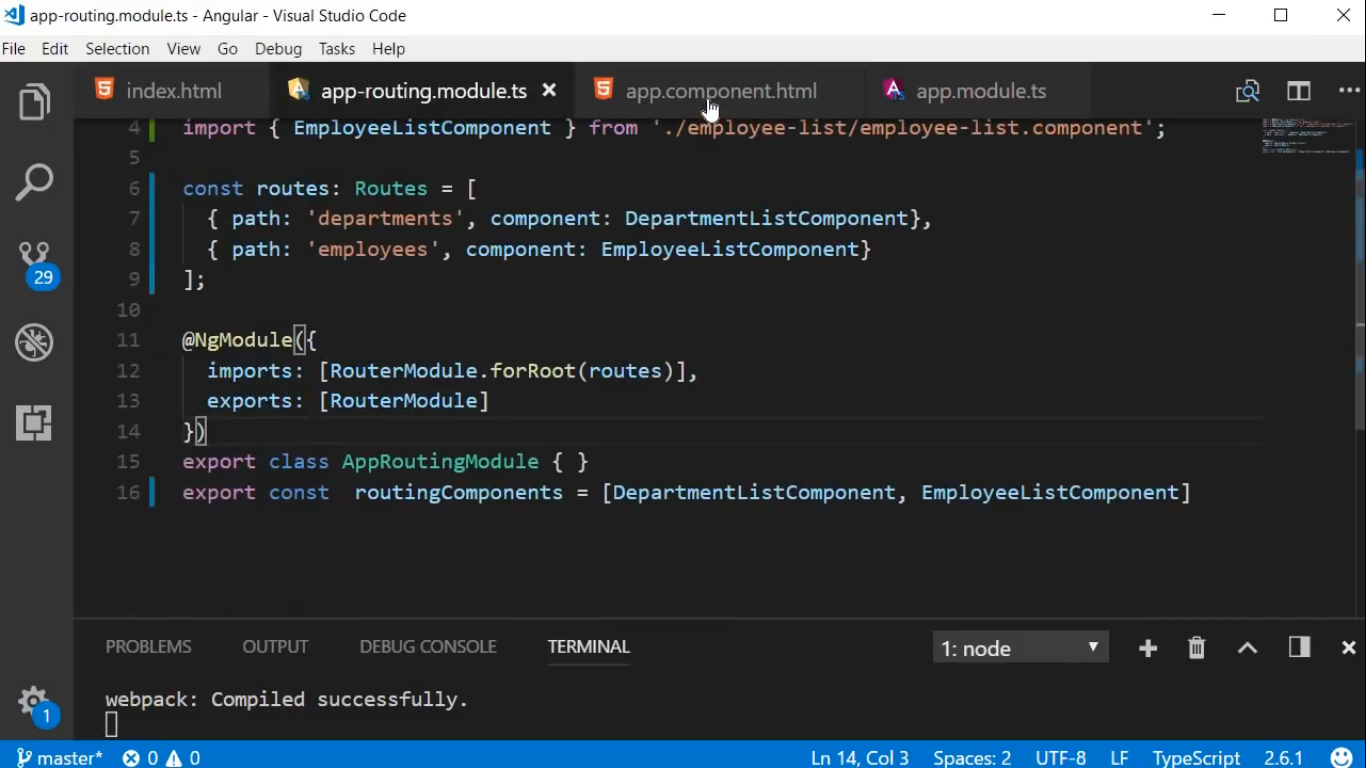 app-routing.module.ts - Angular - Visual Studio Code
File Edit Selection View Go Debug Tasks Help
index.html app-routing.module.ts app.component.html app.module.ts
4 import { EmployeeListComponent } from './employee-list/employee-list.component';
5
6 const routes: Routes = [
7 { path: 'departments', component: DepartmentListComponent},
8 { path: 'employees', component: EmployeeListComponent}
9 ];
10
11 @NgModule({
12 imports: [RouterModule.forRoot(routes)],
13 exports: [RouterModule]
14 })
15 export class AppRoutingModule { }
16 export const  routingComponents = [DepartmentListComponent, EmployeeListComponent]
29
PROBLEMS OUTPUT DEBUG CONSOLE TERMINAL 1: node
webpack: Compiled successfully.
1
master* 0 0 Ln 14, Col 3 Spaces: 2 UTF-8 LF TypeScript 2.6.1